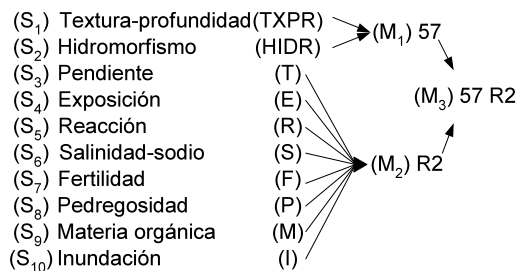 (S₁) Textura-profundidad (TXPR)
(S₂) Hidromorfismo (HIDR)
(M₁) 57
(S₃) Pendiente (T)
(S₄) Exposición (E)
(M₃) 57 R2
(S₅) Reacción (R)
(S₆) Salinidad-sodio (S)
(M₂) R2
(S₇) Fertilidad (F)
(S₈) Pedregosidad (P)
(S₉) Materia orgánica (M)
(S₁₀) Inundación (I)